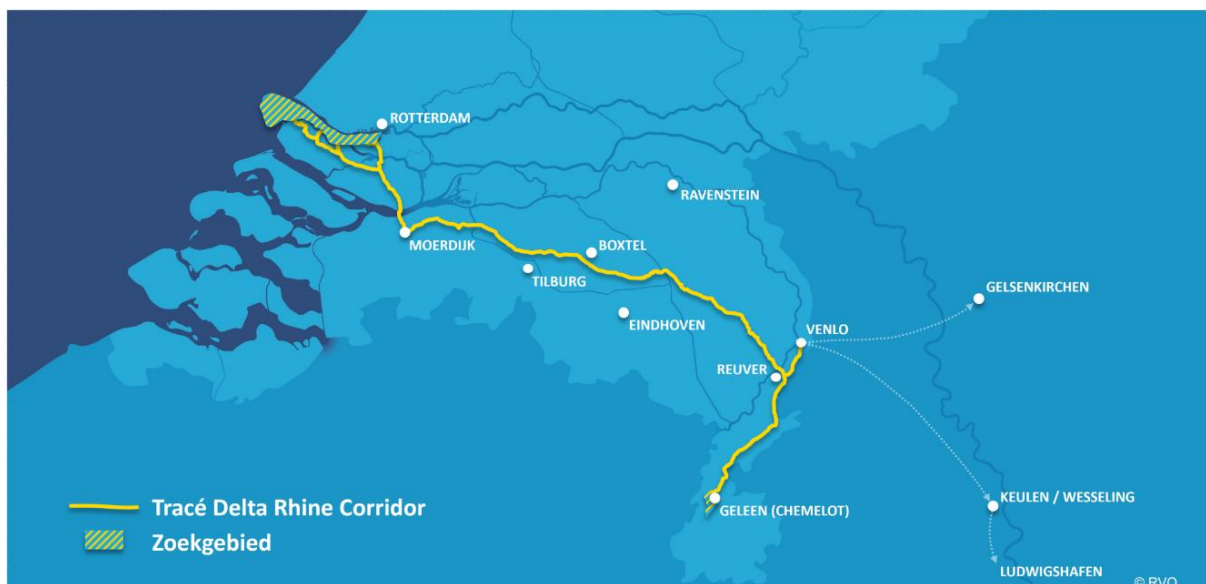 ROTTERDAM
RAVENSTEIN
MOERDIJK
BOXTEL
TILBURG
GELSENKIRCHEN
EINDHOVEN
VENLO
REUVER
Tracé Delta Rhine Corridor
KEULEN / WESSELING
GELEEN (CHEMELOT)
Zoekgebied
LUDWIGSHAFEN
© RVO